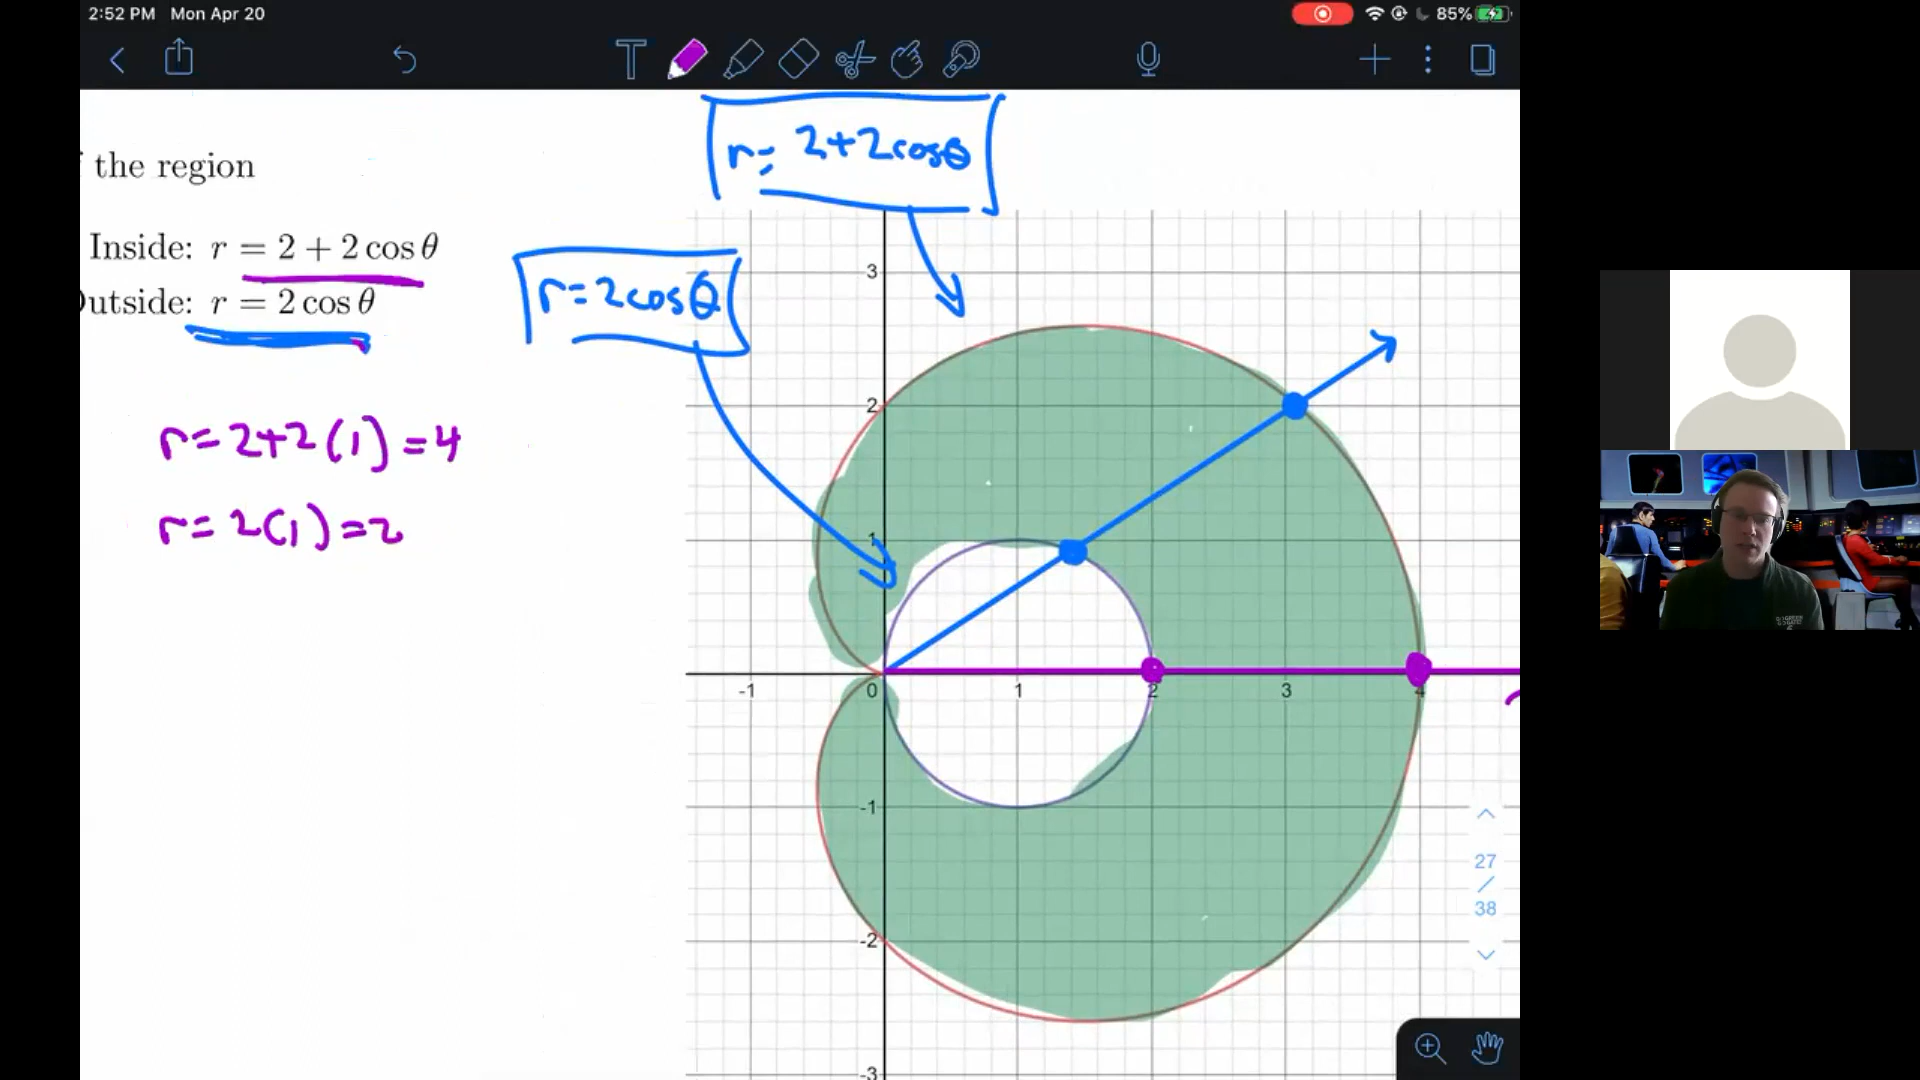 2:52 PM Mon Apr 20
85%
r = 2+2cosθ
the region
Inside: r = 2 + 2 cos θ
r=2cosθ
Outside: r = 2 cos θ
r=2+2(1)=4
r=2(1)=2
3
2
1
-1 0 1 2 3 4
-1
-2
-3
27
/
38